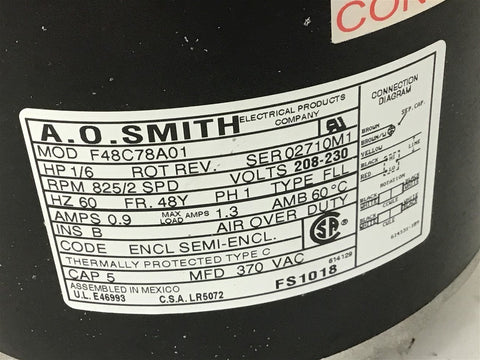 CON
A.O.SMITH ELECTRICAL PRODUCTS COMPANY
MOD F48C78A01 SER 02710M1
HP 1/6 ROT REV. VOLTS 208-230
RPM 825/2 SPD PH 1 TYPE FLL
HZ 60 FR. 48Y AMB 60°C
AMPS 0.9 MAX LOAD AMPS 1.3 AIR OVER DUTY
INS B
CODE ENCL SEMI-ENCL.
THERMALLY PROTECTED TYPE C 614129
CAP 5 MFD 370 VAC
ASSEMBLED IN MEXICO FS1018
U.L. E46993 C.S.A. LR5072
CONNECTION
DIAGRAM
SEP. CAP.
BROWN
BROWN/W
YELLOW
LINE
BLACK
RED
ROTATION